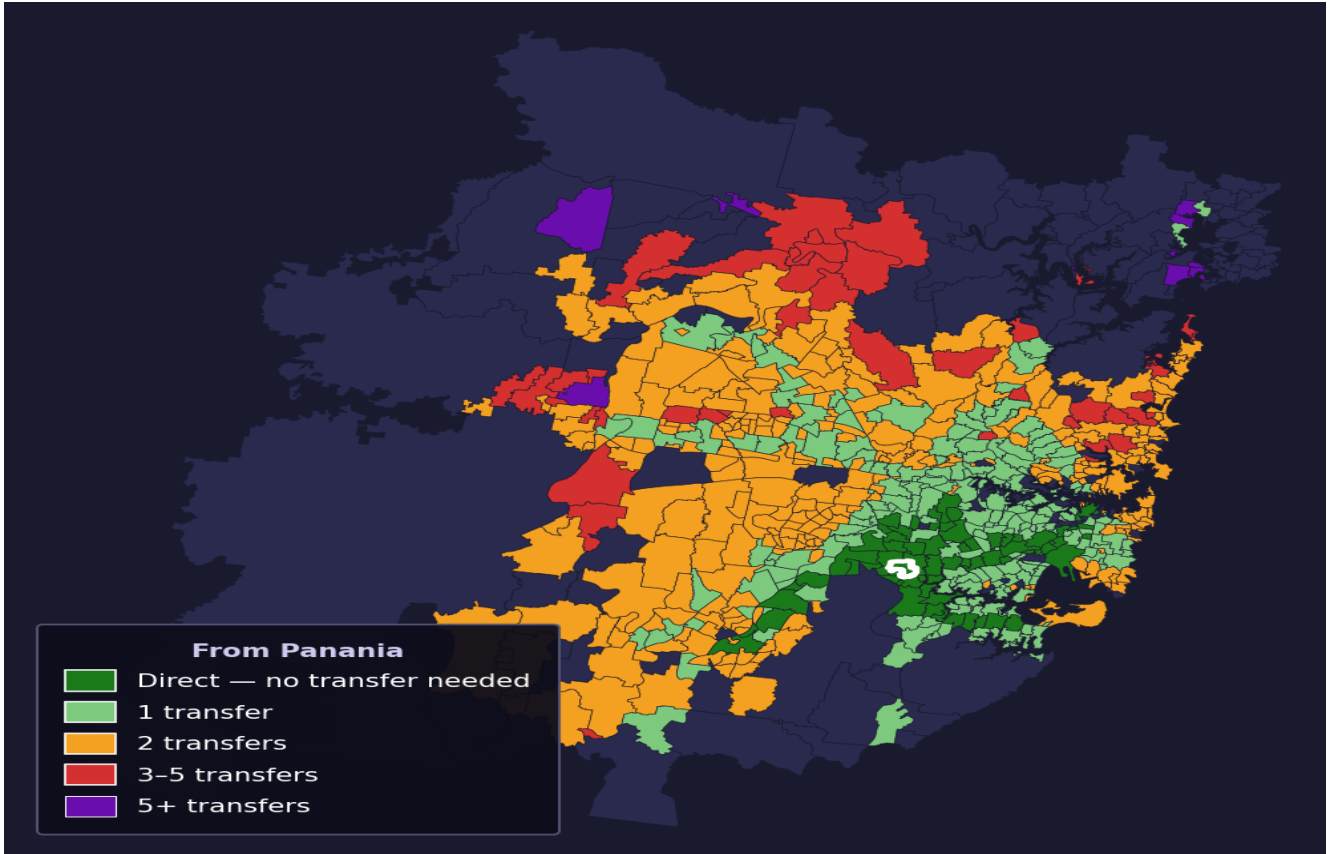 From Panania
Direct — no transfer needed
1 transfer
2 transfers
3–5 transfers
5+ transfers